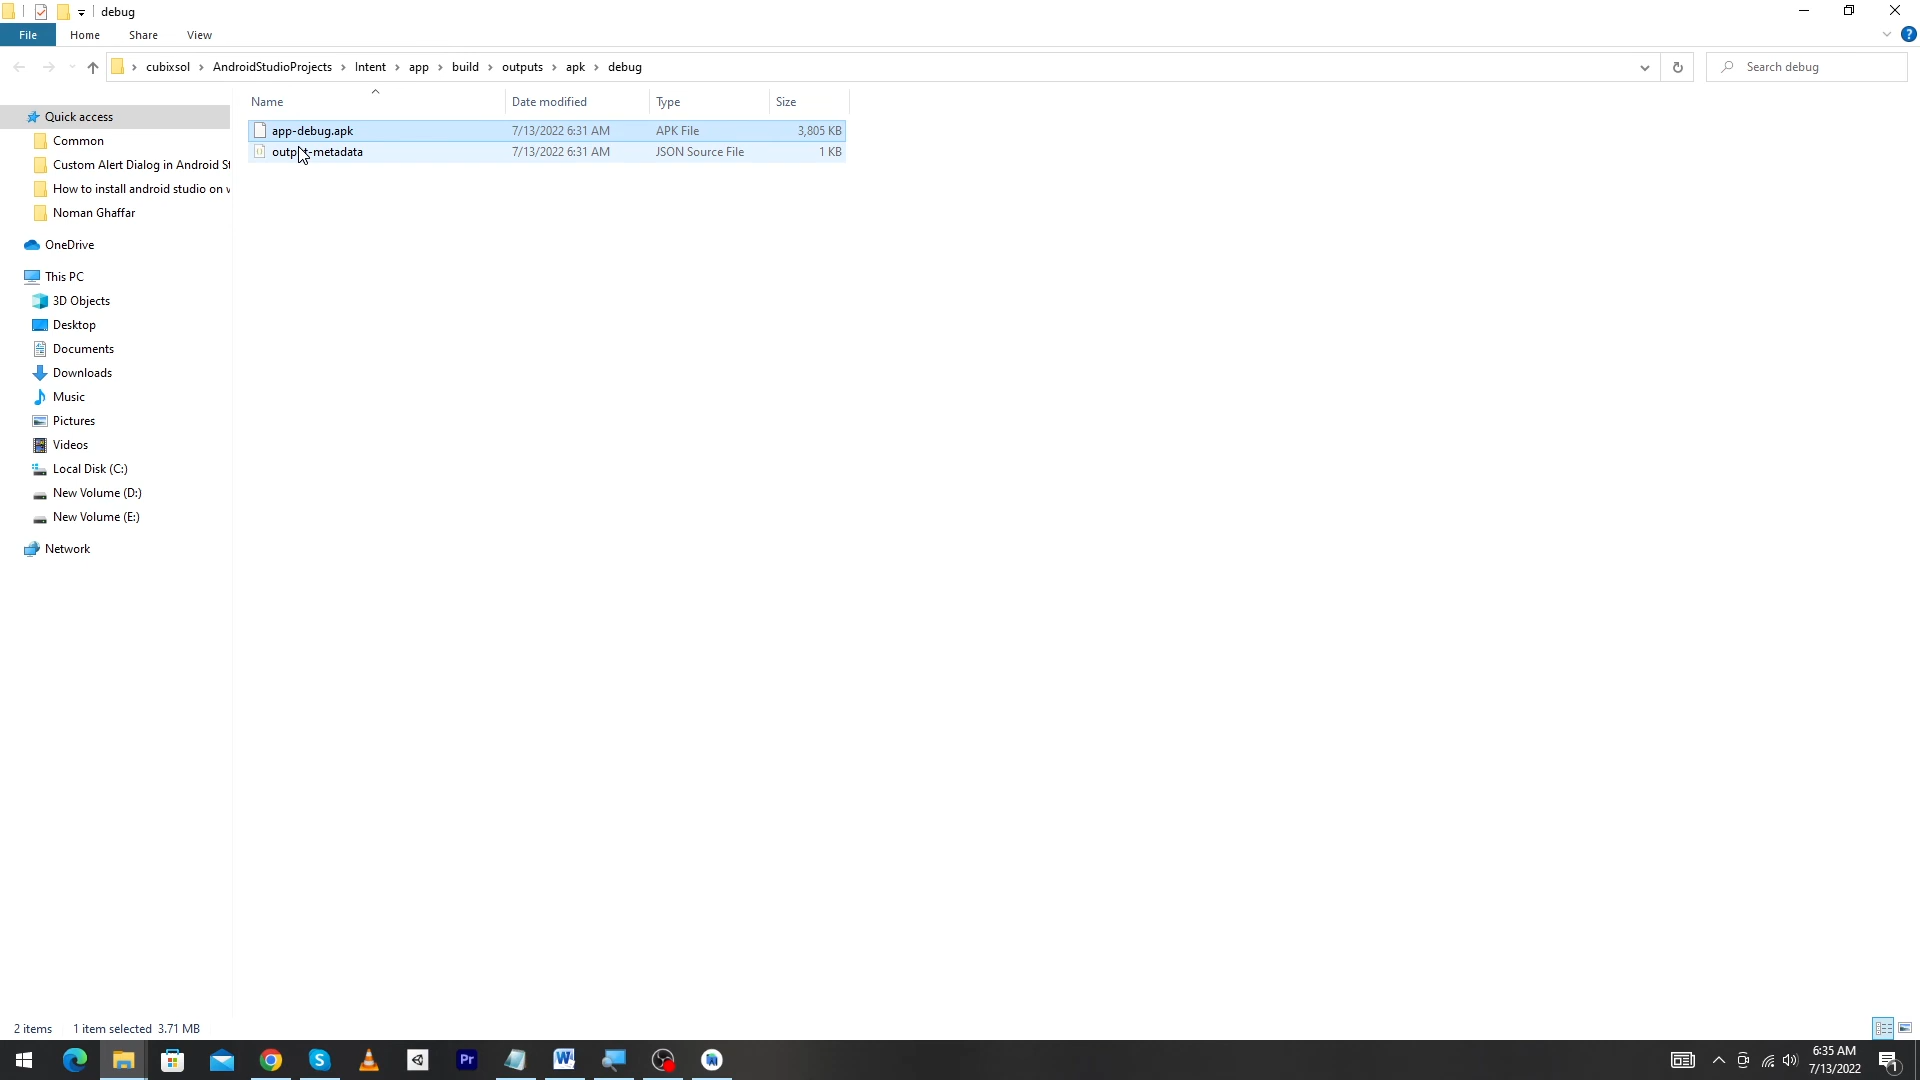 debug
File Home Share View
cubixsol AndroidStudioProjects Intent app build outputs apk debug Search debug
Name Date modified Type Size
app-debug.apk 7/13/2022 6:31 AM APK File 3,805 KB
output-metadata 7/13/2022 6:31 AM JSON Source File 1 KB
Quick access
Common
Custom Alert Dialog in Android St
How to install android studio on w
Noman Ghaffar
OneDrive
This PC
3D Objects
Desktop
Documents
Downloads
Music
Pictures
Videos
Local Disk (C:)
New Volume (D:)
New Volume (E:)
Network
2 items 1 item selected 3.71 MB
Pr
W
6:35 AM
7/13/2022
1